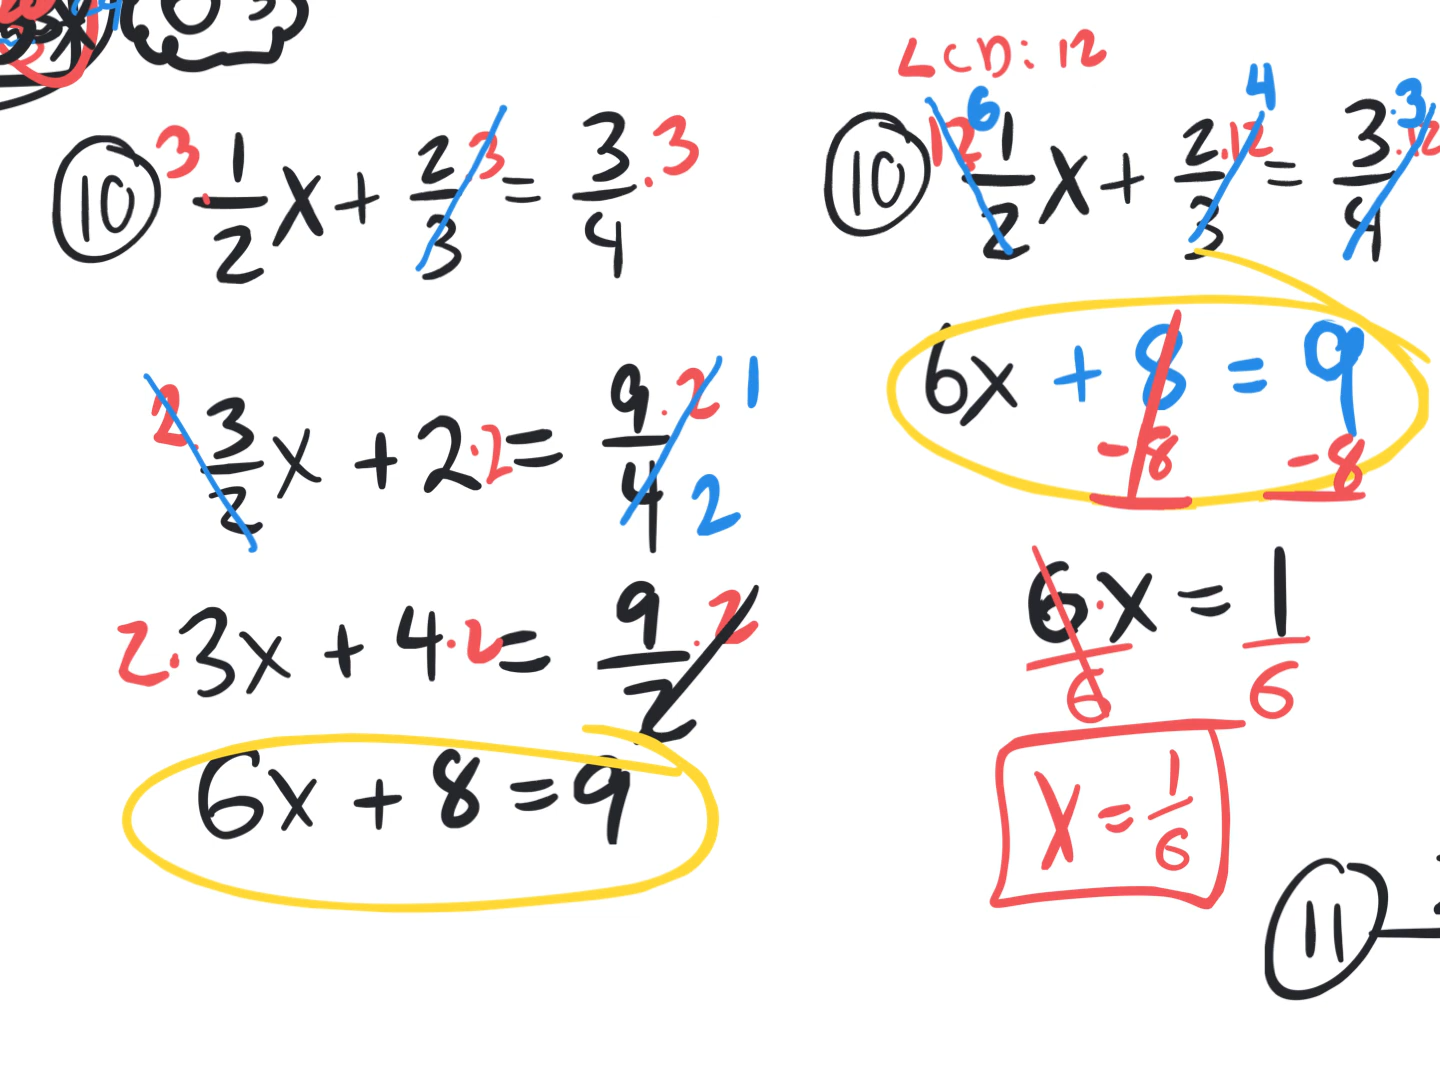 ⑩ 3·1/2x + 2/3·3 = 3/4·3
2·3/2x + 2·2 = 9/4·2 1 2
2·3x + 4·2 = 9/2·2
6x + 8 = 9
LCD: 12
⑩ 12 6 1/2x + 2/3·12 4 = 3/4·12 ·3
6x + 8 = 9
-8 -8
6·x/6 = 1/6
x = 1/6
⑪